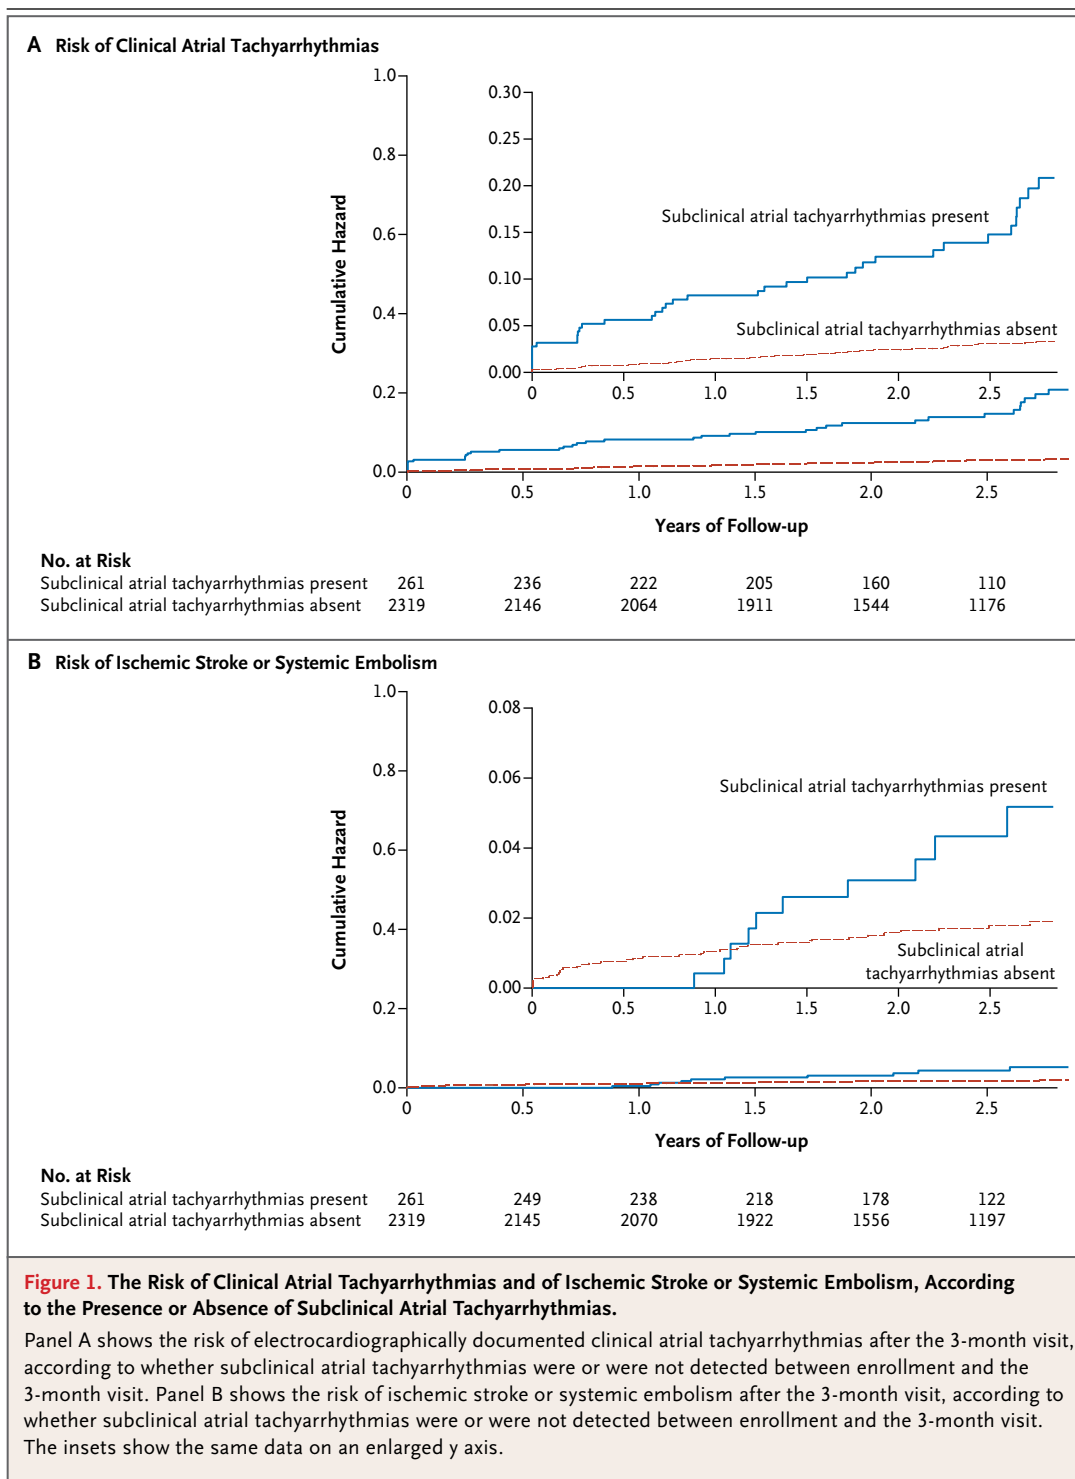 A Risk of Clinical Atrial Tachyarrhythmias
1.0
0.8
0.6
0.4
0.2
0.0
Cumulative Hazard
0.30
0.25
0.20
0.15
0.10
0.05
0.00
Subclinical atrial tachyarrhythmias present
Subclinical atrial tachyarrhythmias absent
0 0.5 1.0 1.5 2.0 2.5
0 0.5 1.0 1.5 2.0 2.5
Years of Follow-up
No. at Risk
Subclinical atrial tachyarrhythmias present 261 236 222 205 160 110
Subclinical atrial tachyarrhythmias absent 2319 2146 2064 1911 1544 1176
B Risk of Ischemic Stroke or Systemic Embolism
1.0
0.8
0.6
0.4
0.2
0.0
Cumulative Hazard
0.08
0.06
0.04
0.02
0.00
Subclinical atrial tachyarrhythmias present
Subclinical atrial
tachyarrhythmias absent
0 0.5 1.0 1.5 2.0 2.5
0 0.5 1.0 1.5 2.0 2.5
Years of Follow-up
No. at Risk
Subclinical atrial tachyarrhythmias present 261 249 238 218 178 122
Subclinical atrial tachyarrhythmias absent 2319 2145 2070 1922 1556 1197
Figure 1. The Risk of Clinical Atrial Tachyarrhythmias and of Ischemic Stroke or Systemic Embolism, According
to the Presence or Absence of Subclinical Atrial Tachyarrhythmias.
Panel A shows the risk of electrocardiographically documented clinical atrial tachyarrhythmias after the 3-month visit,
according to whether subclinical atrial tachyarrhythmias were or were not detected between enrollment and the
3-month visit. Panel B shows the risk of ischemic stroke or systemic embolism after the 3-month visit, according to
whether subclinical atrial tachyarrhythmias were or were not detected between enrollment and the 3-month visit.
The insets show the same data on an enlarged y axis.